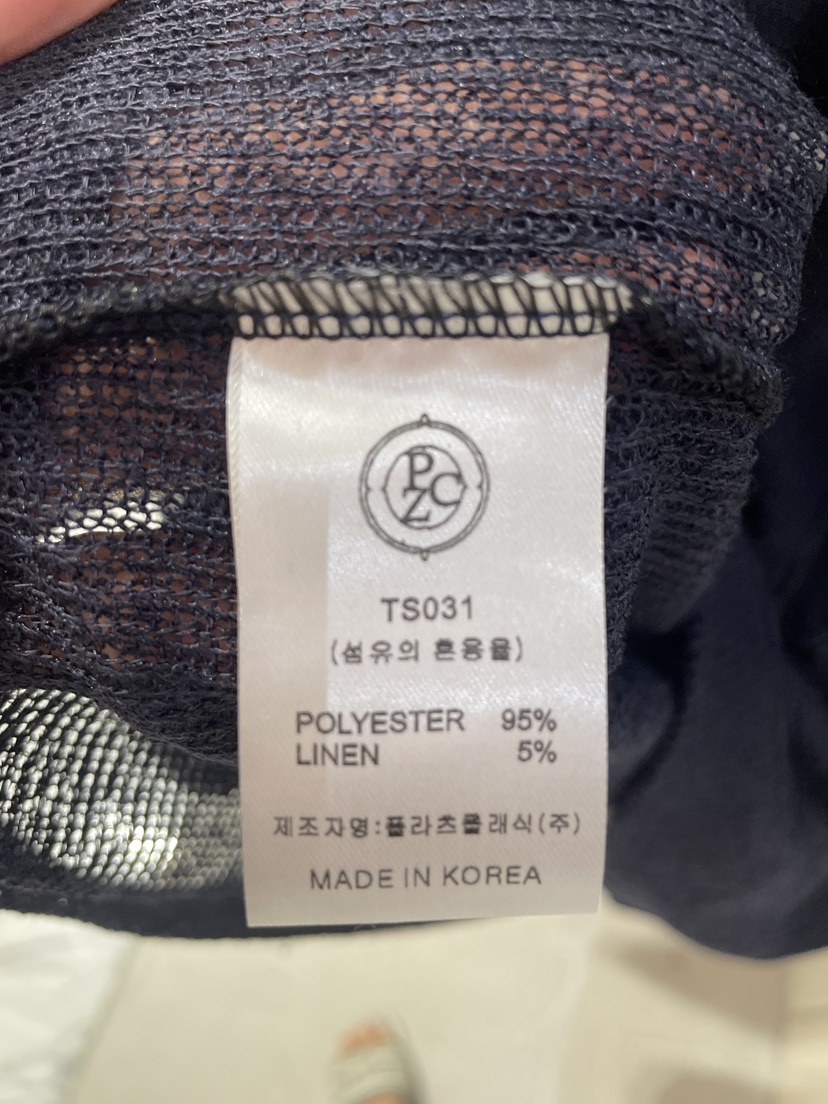 PZC
TS031
(섬유의 혼용율)
POLYESTER 95%
LINEN 5%
제조자명:플라츠클래식(주)
MADE IN KOREA